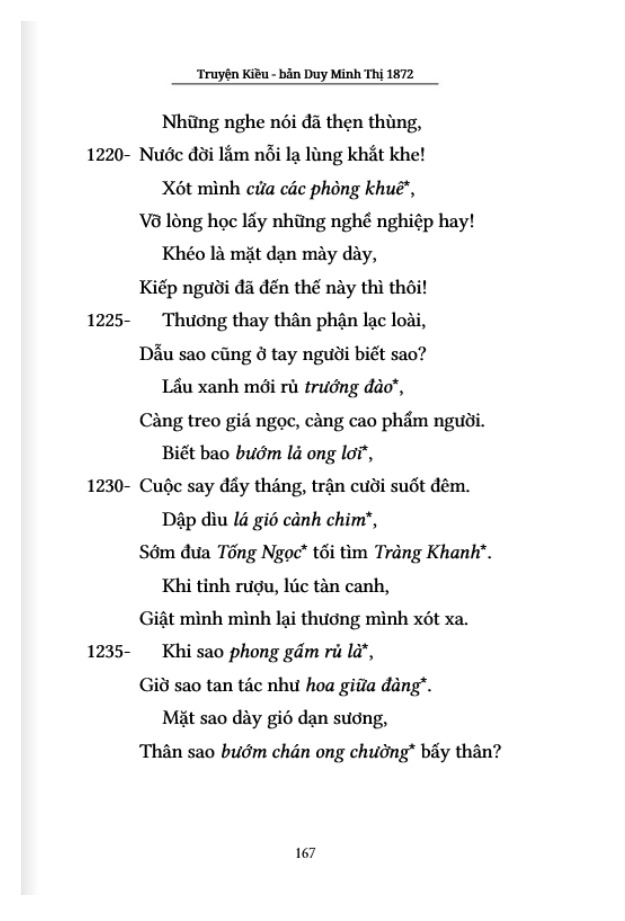 Truyện Kiều - bản Duy Minh Thị 1872
Những nghe nói đã thẹn thùng,
1220- Nước đời lắm nỗi lạ lùng khắt khe!
Xót mình cửa các phòng khuê*,
Vỡ lòng học lấy những nghề nghiệp hay!
Khéo là mặt dạn mày dày,
Kiếp người đã đến thế này thì thôi!
1225- Thương thay thân phận lạc loài,
Dẫu sao cũng ở tay người biết sao?
Lầu xanh mới rủ trướng đào*,
Càng treo giá ngọc, càng cao phẩm người.
Biết bao bướm lả ong lơi*,
1230- Cuộc say đầy tháng, trận cười suốt đêm.
Dập dìu lá gió cành chim*,
Sớm đưa Tống Ngọc* tối tìm Tràng Khanh*.
Khi tỉnh rượu, lúc tàn canh,
Giật mình mình lại thương mình xót xa.
1235- Khi sao phong gấm rủ là*,
Giờ sao tan tác như hoa giữa đàng*.
Mặt sao dày gió dạn sương,
Thân sao bướm chán ong chường* bấy thân?
167